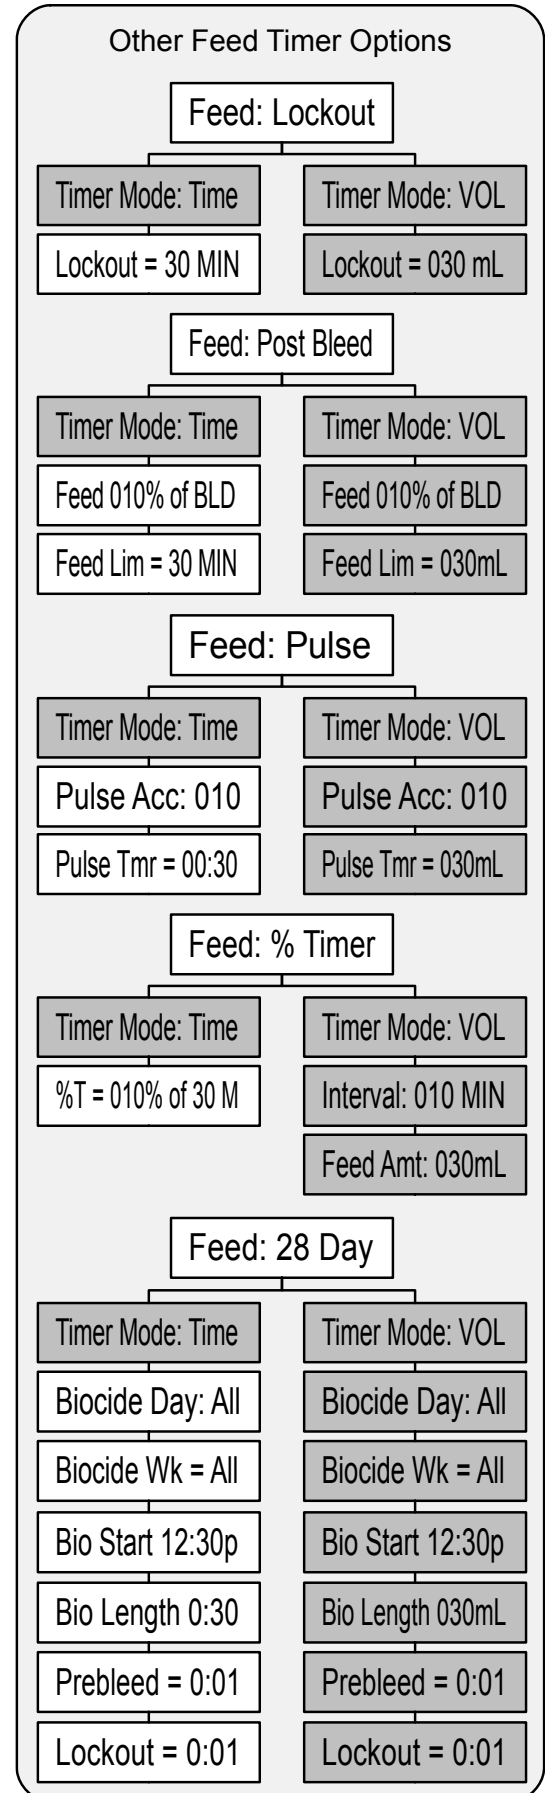 Other Feed Timer Options
Feed: Lockout
Timer Mode: Time
Timer Mode: VOL
Lockout = 30 MIN
Lockout = 030 mL
Feed: Post Bleed
Timer Mode: Time
Timer Mode: VOL
Feed 010% of BLD
Feed 010% of BLD
Feed Lim = 30 MIN
Feed Lim = 030mL
Feed: Pulse
Timer Mode: Time
Timer Mode: VOL
Pulse Acc: 010
Pulse Acc: 010
Pulse Tmr = 00:30
Pulse Tmr = 030mL
Feed: % Timer
Timer Mode: Time
Timer Mode: VOL
%T = 010% of 30 M
Interval: 010 MIN
Feed Amt: 030mL
Feed: 28 Day
Timer Mode: Time
Timer Mode: VOL
Biocide Day: All
Biocide Day: All
Biocide Wk = All
Biocide Wk = All
Bio Start 12:30p
Bio Start 12:30p
Bio Length 0:30
Bio Length 030mL
Prebleed = 0:01
Prebleed = 0:01
Lockout = 0:01
Lockout = 0:01